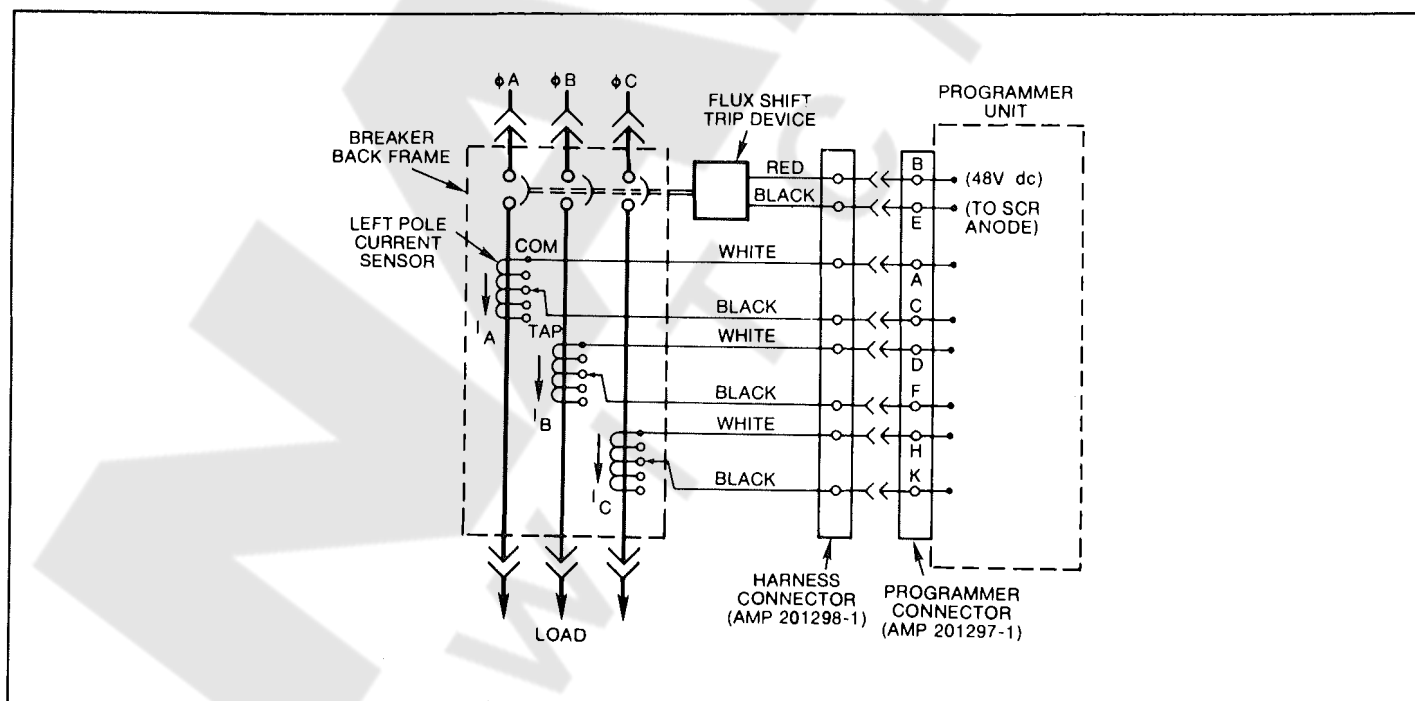 ϕA ϕB ϕC
FLUX SHIFT
TRIP DEVICE
PROGRAMMER
UNIT
BREAKER
BACK FRAME
RED
B
(48V dc)
BLACK
E
(TO SCR
ANODE)
LEFT POLE
CURRENT
SENSOR
COM
WHITE
A
I A
TAP
BLACK
C
WHITE
D
I B
BLACK
F
WHITE
H
I C
BLACK
K
LOAD
HARNESS
CONNECTOR
(AMP 201298-1)
PROGRAMMER
CONNECTOR
(AMP 201297-1)